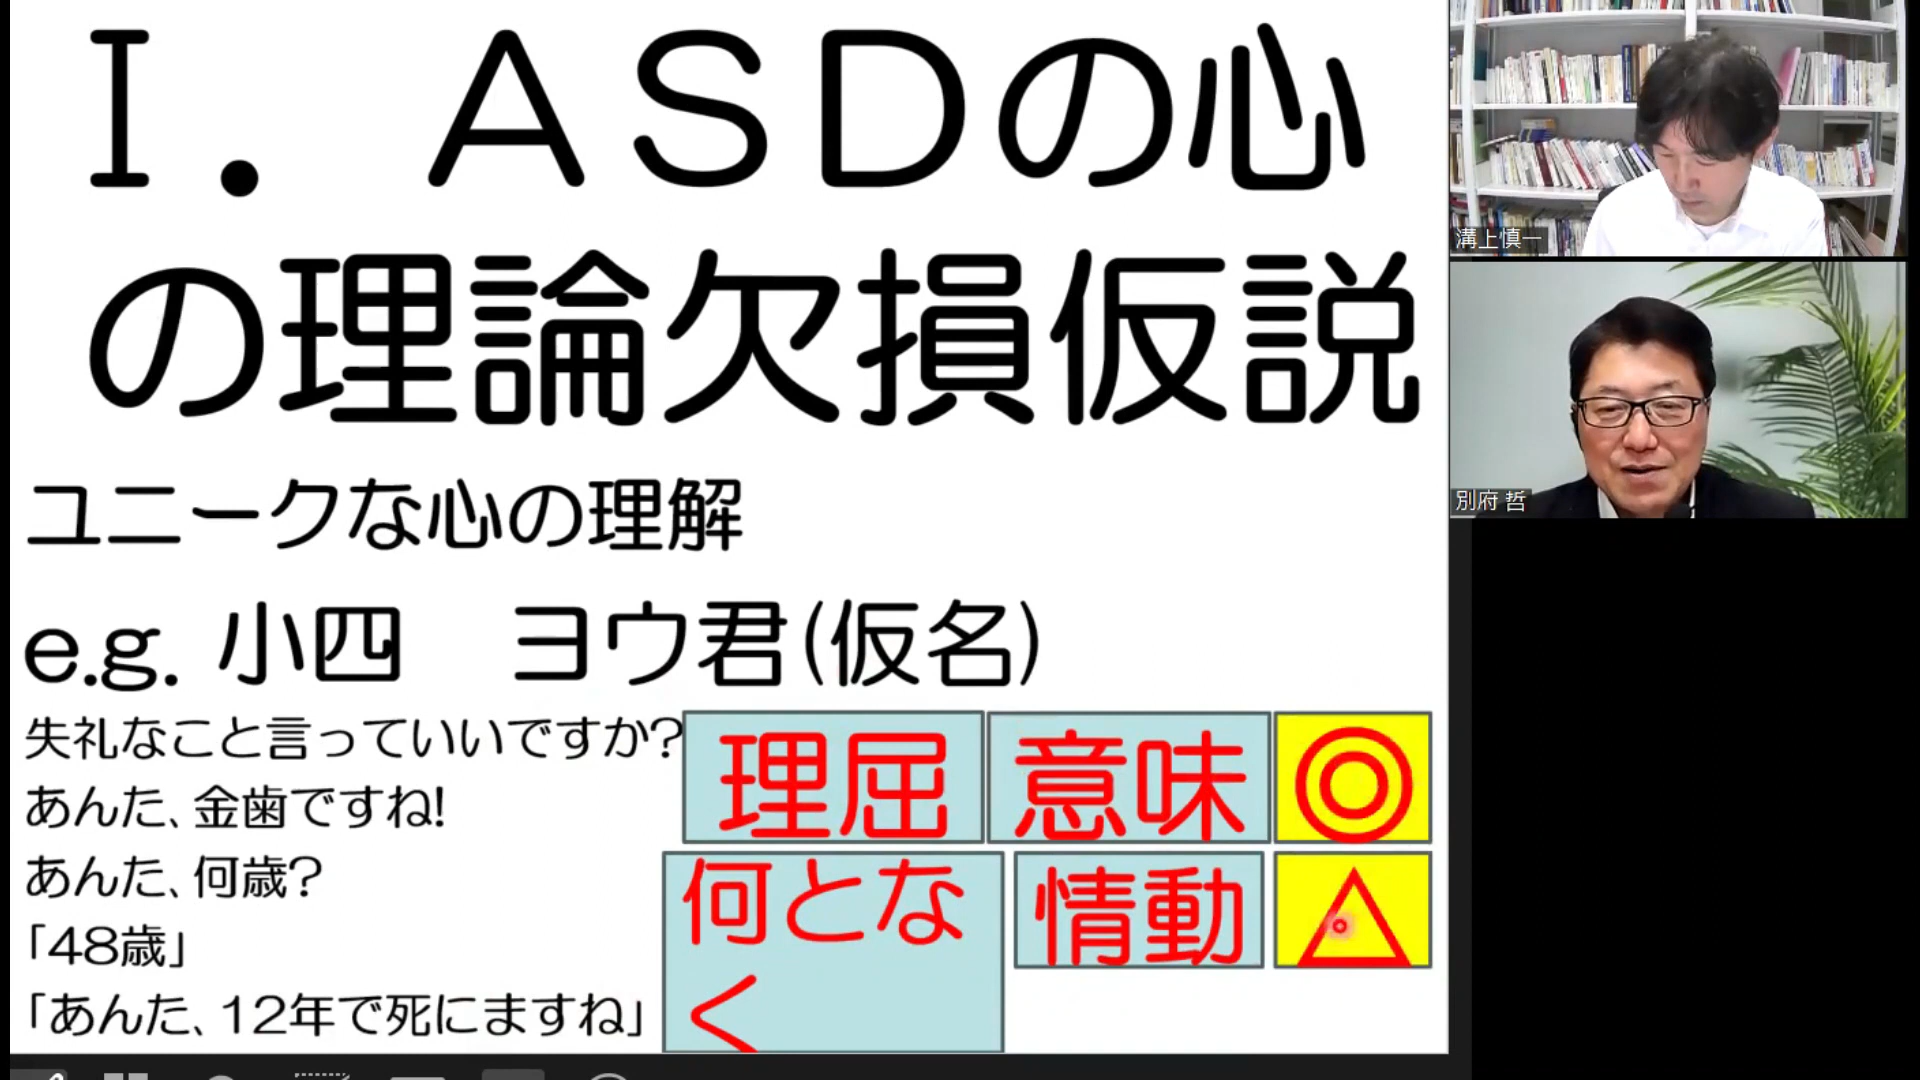 Ⅰ．ＡＳＤの心
の理論欠損仮説
ユニークな心の理解
e.g. 小四　ヨウ君(仮名)
失礼なこと言っていいですか?
あんた、金歯ですね!
あんた、何歳?
「48歳」
「あんた、12年で死にますね」
理屈 意味 ◎
何とな
く
情動 △
溝上慎一
別府 哲